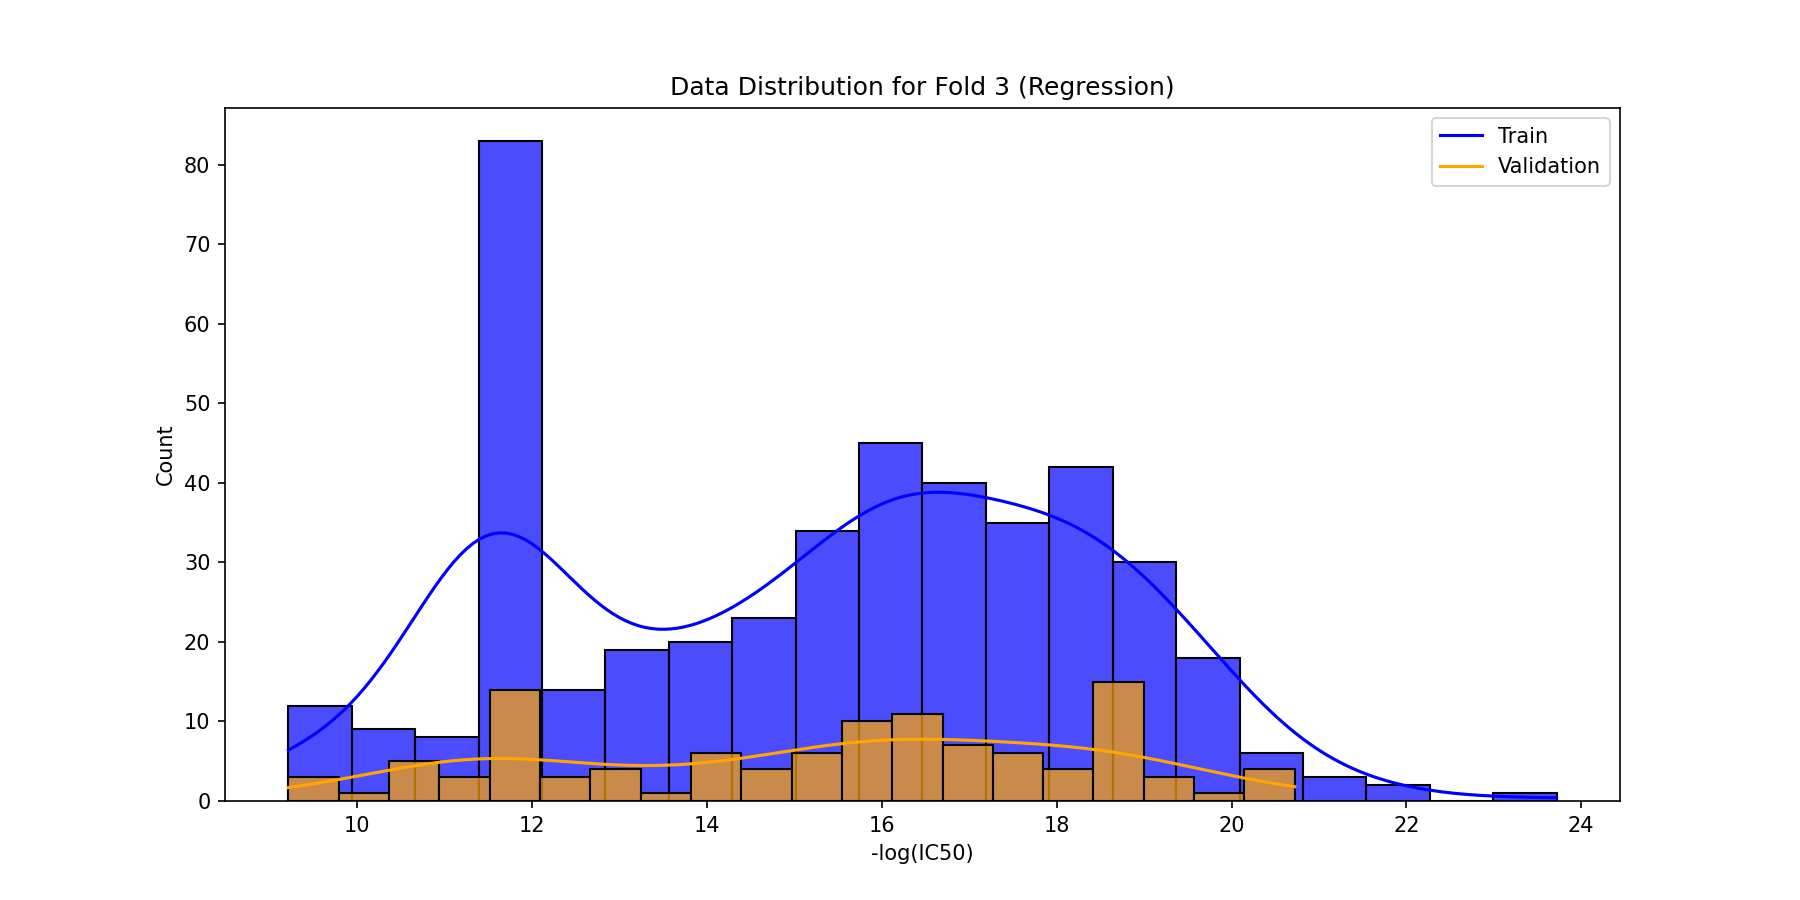 Data Distribution for Fold 3 (Regression)
Train
Validation
Count
80
70
60
50
40
30
20
10
0
10 12 14 16 18 20 22 24
-log(IC50)